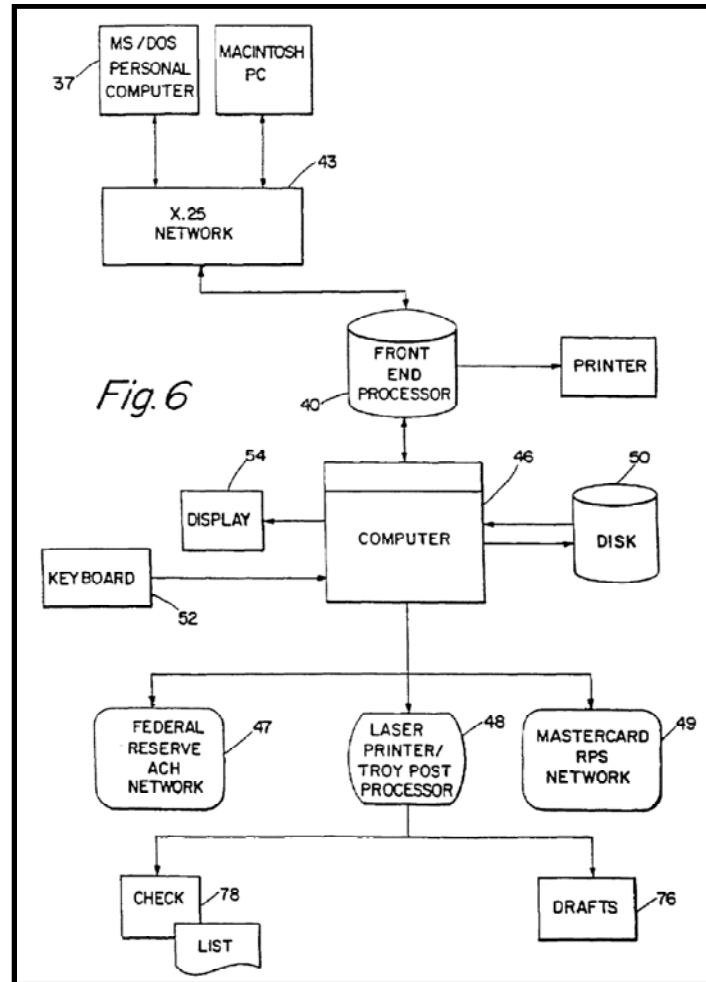 MS/DOS
PERSONAL
COMPUTER
37
MACINTOSH
PC
43
X.25
NETWORK
FRONT
END
PROCESSOR
40
PRINTER
Fig. 6
54
DISPLAY
46
COMPUTER
50
DISK
KEYBOARD
52
FEDERAL
RESERVE
ACH
NETWORK
47
LASER
PRINTER/
TROY POST
PROCESSOR
48
MASTERCARD
RPS
NETWORK
49
CHECK
78
LIST
DRAFTS
76